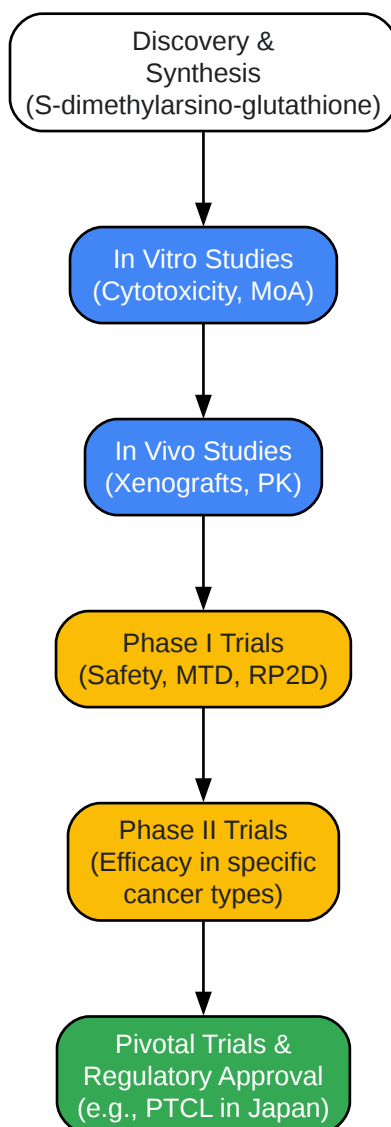 Discovery &
Synthesis
(S-dimethylarsino-glutathione)
In Vitro Studies
(Cytotoxicity, MoA)
In Vivo Studies
(Xenografts, PK)
Phase I Trials
(Safety, MTD, RP2D)
Phase II Trials
(Efficacy in specific
cancer types)
Pivotal Trials &
Regulatory Approval
(e.g., PTCL in Japan)